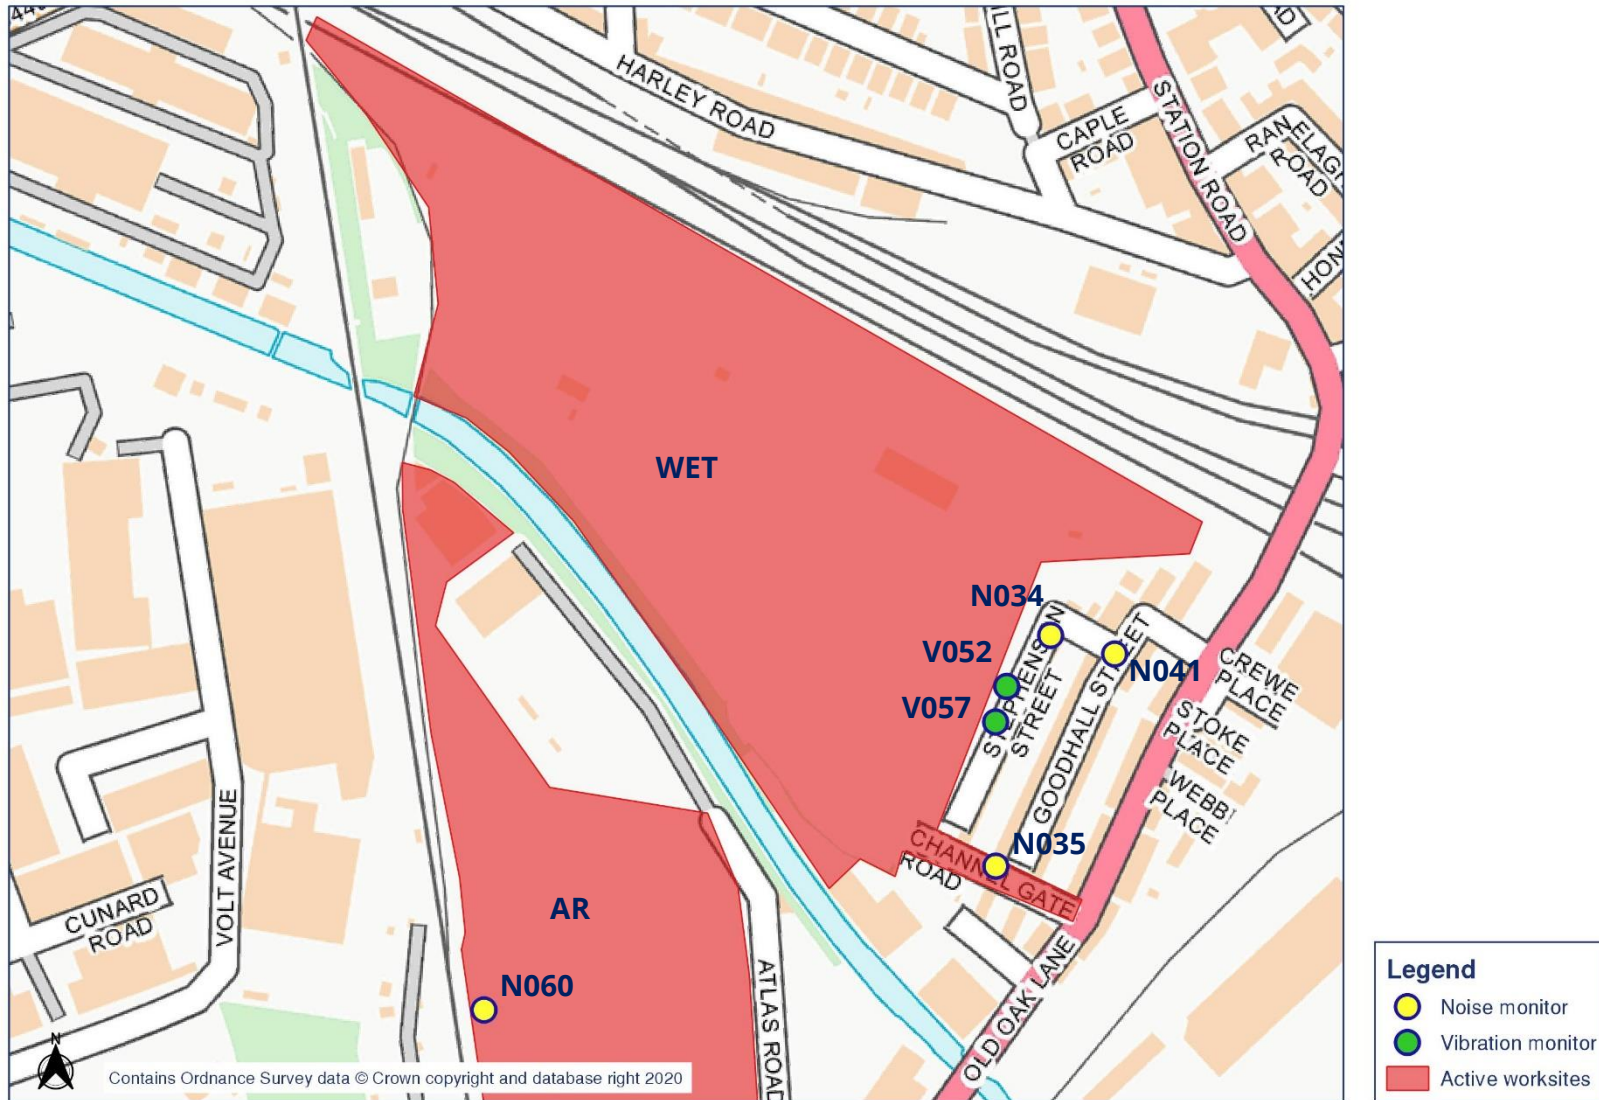 HARLEY ROAD
CAPLE
ROAD
STATION ROAD
ROAD
WET
N034
V052
V057
N041
STREET
GOODHALL STREET
CREWE
PLACE
STOKE
PLACE
PLACE
N035
CHANNEL GATE
ROAD
OLD OAK LANE
VOLT AVENUE
CUNARD
ROAD
AR
N060
ATLAS ROAD
N
Contains Ordnance Survey data © Crown copyright and database right 2020
Legend
Noise monitor
Vibration monitor
Active worksites